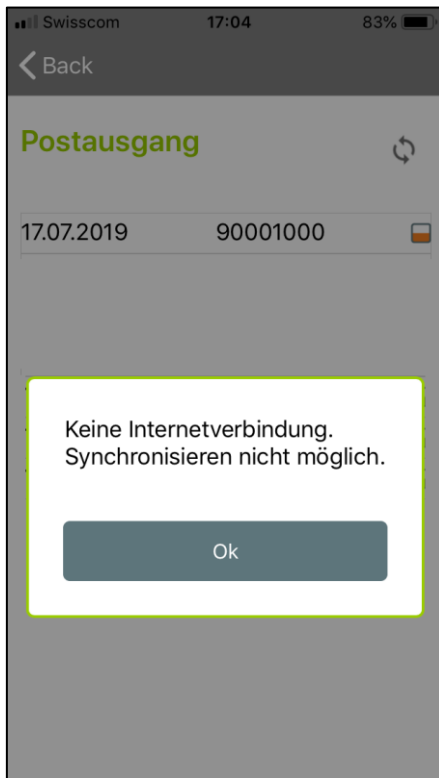 Swisscom 17:04 83%
Back
Postausgang
17.07.2019 90001000
Keine Internetverbindung.
Synchronisieren nicht möglich.
Ok